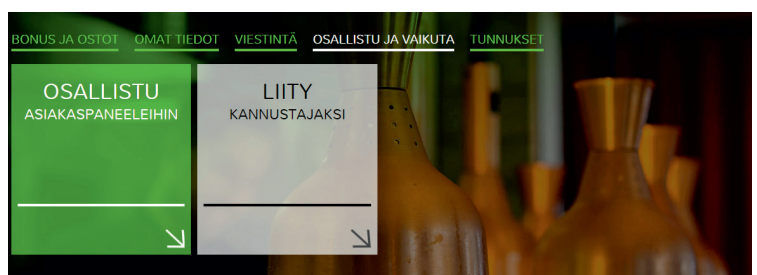 BONUS JA OSTOT OMAT TIEDOT VIESTINTÄ OSALLISTU JA VAIKUTA TUNNUKSET
OSALLISTU
ASIAKASPANEELEIHIN
LIITY
KANNUSTAJAKSI